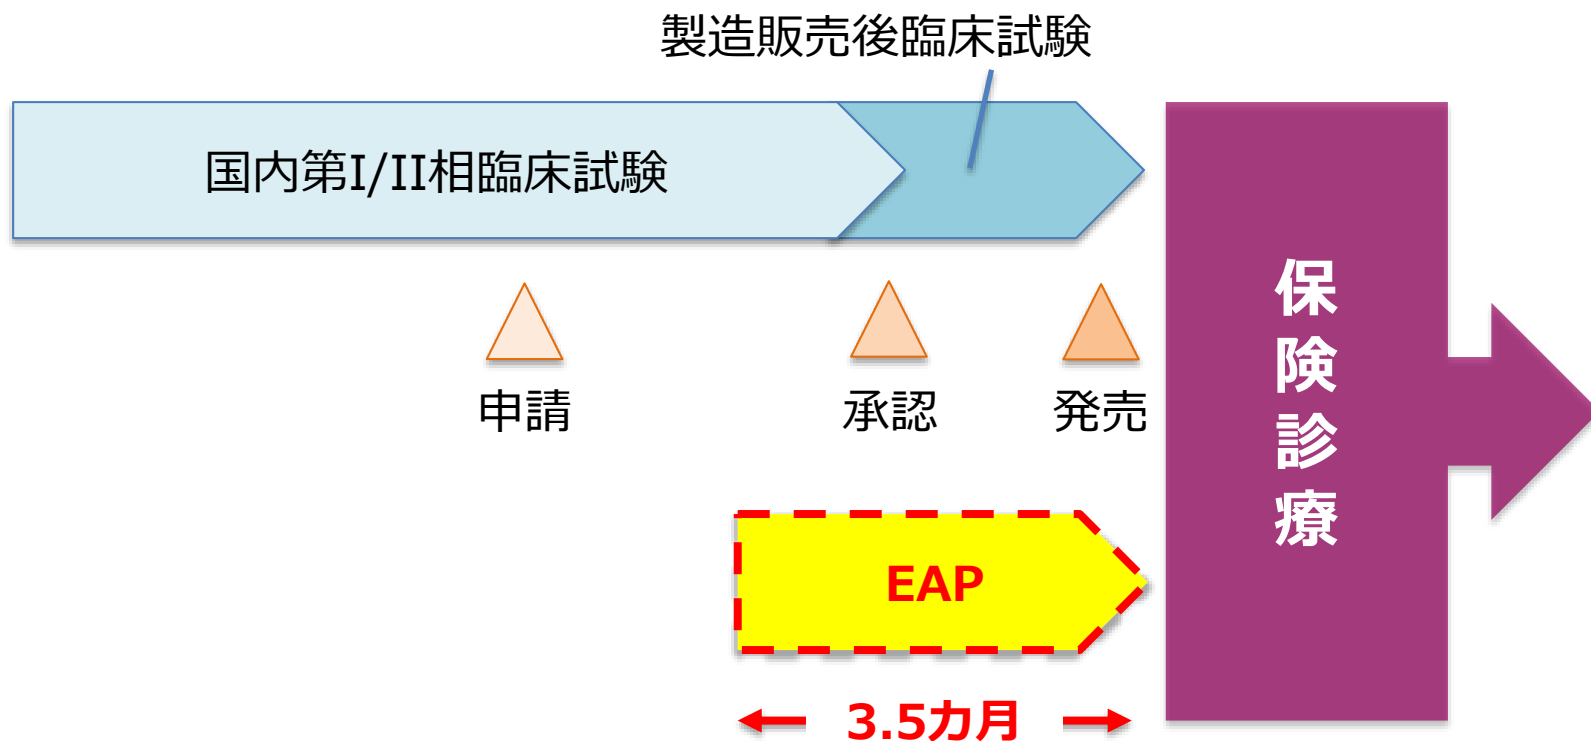 製造販売後臨床試験
国内第I/II相臨床試験
申請
承認
発売
保険診療
EAP
3.5カ月